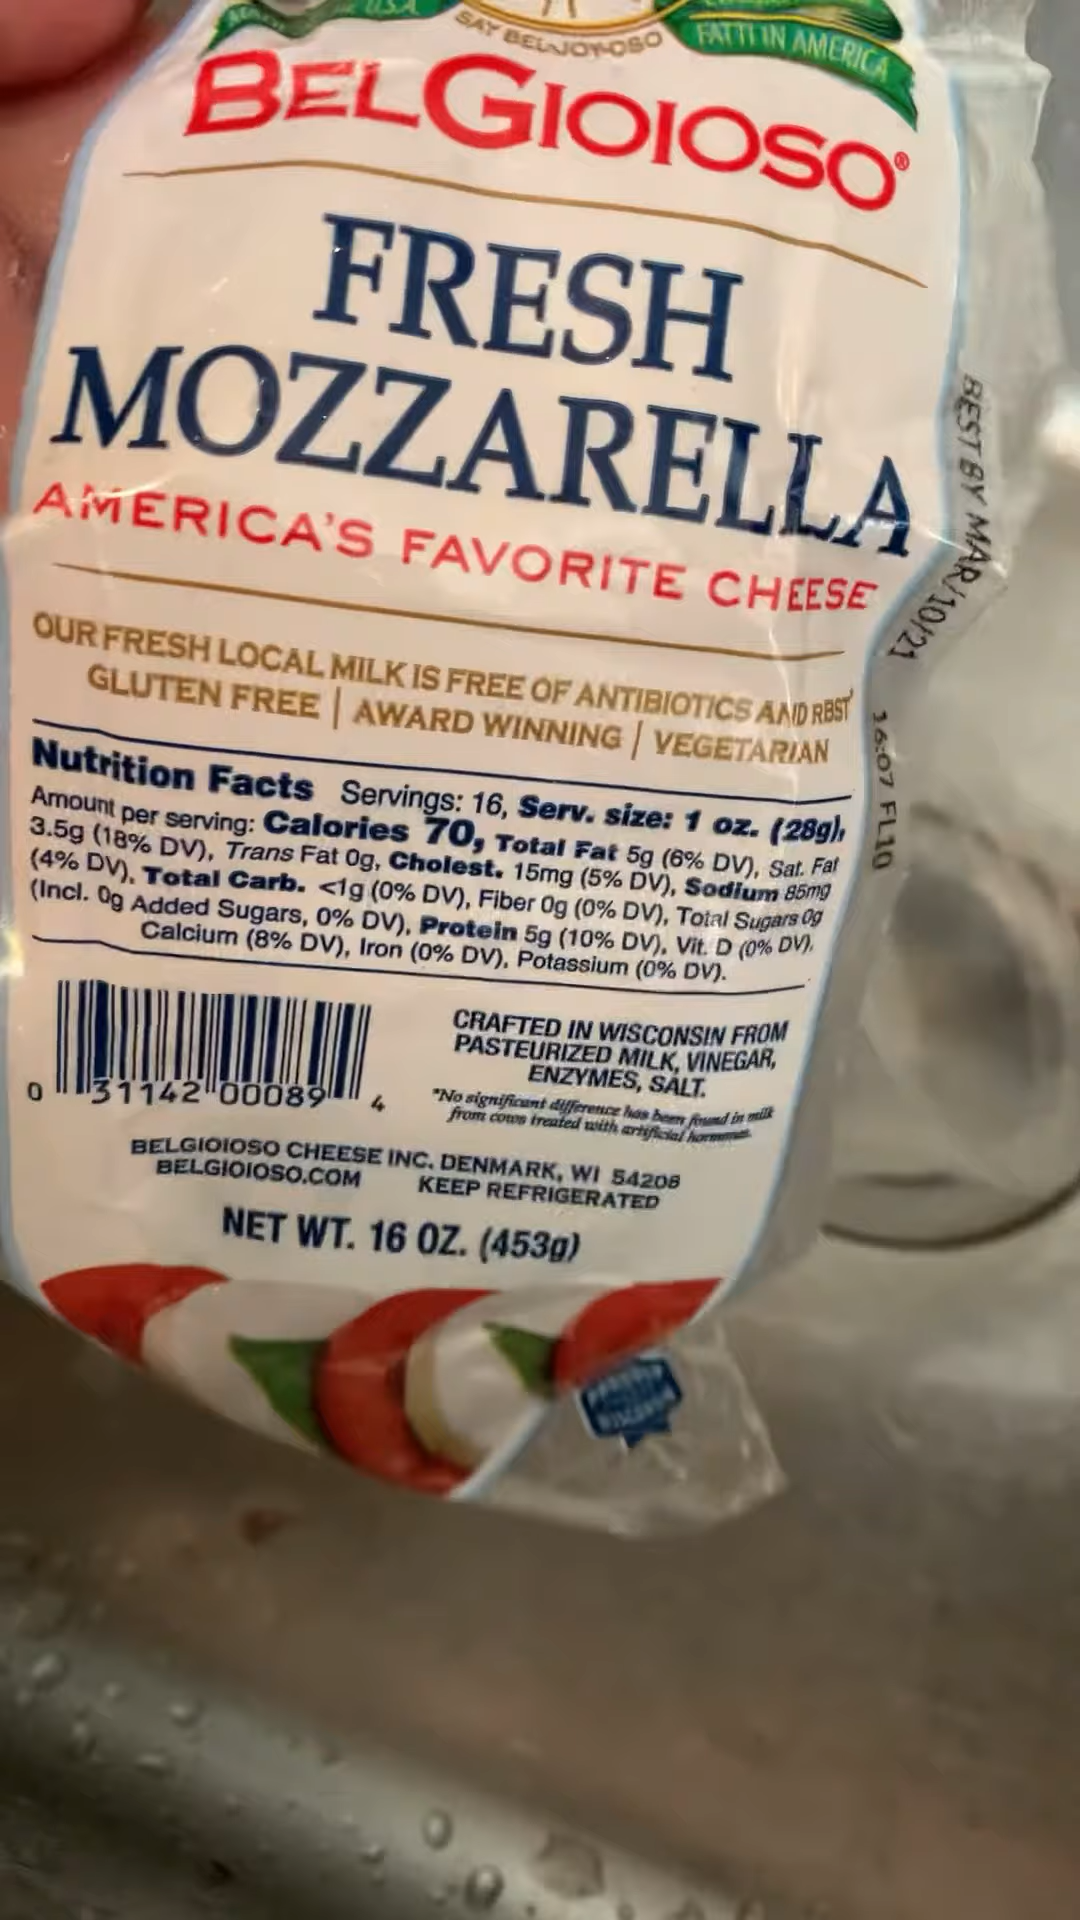 U.S.A.
SAY BEL-JOY-OSO
FATTI IN AMERICA
BELGIOIOSO®
FRESH
MOZZARELLA
AMERICA'S FAVORITE CHEESE
OUR FRESH LOCAL MILK IS FREE OF ANTIBIOTICS AND RBST*
GLUTEN FREE | AWARD WINNING | VEGETARIAN
Nutrition Facts Servings: 16, Serv. size: 1 oz. (28g),
Amount per serving: Calories 70, Total Fat 5g (6% DV), Sat. Fat
3.5g (18% DV), Trans Fat 0g, Cholest. 15mg (5% DV), Sodium 85mg
(4% DV), Total Carb. <1g (0% DV), Fiber 0g (0% DV), Total Sugars 0g
(Incl. 0g Added Sugars, 0% DV), Protein 5g (10% DV), Vit. D (0% DV),
Calcium (8% DV), Iron (0% DV), Potassium (0% DV).
0 31142 00089 4
CRAFTED IN WISCONSIN FROM
PASTEURIZED MILK, VINEGAR,
ENZYMES, SALT.
*No significant difference has been found in milk
from cows treated with artificial hormones.
BELGIOIOSO CHEESE INC. DENMARK, WI 54208
BELGIOIOSO.COM KEEP REFRIGERATED
NET WT. 16 OZ. (453g)
BEST BY MAR/10/21
16:07 FL10